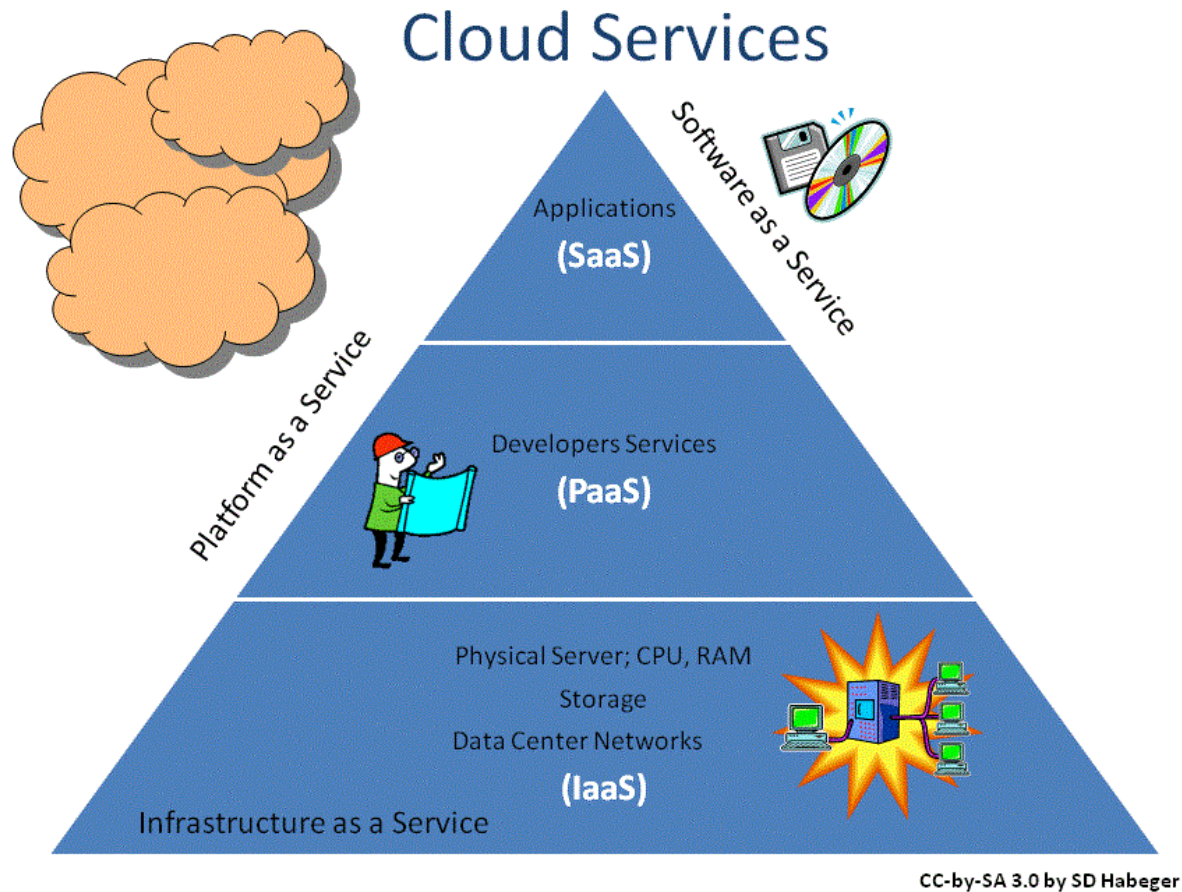 Cloud Services
Software as a Service
Applications
(SaaS)
Platform as a Service
Developers Services
(PaaS)
Physical Server; CPU, RAM
Storage
Data Center Networks
(IaaS)
Infrastructure as a Service
CC-by-SA 3.0 by SD Habeger